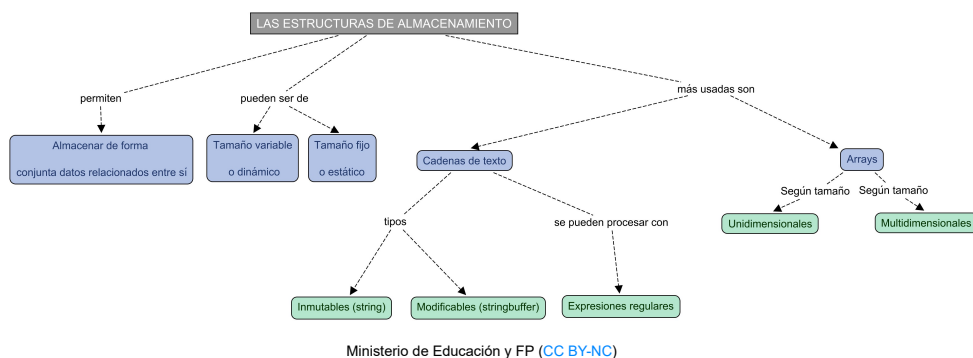 LAS ESTRUCTURAS DE ALMACENAMIENTO
permiten
pueden ser de
más usadas son
Almacenar de forma
conjunta datos relacionados entre sí
Tamaño variable
o dinámico
Tamaño fijo
o estático
Cadenas de texto
Arrays
Según tamaño
Según tamaño
Unidimensionales
Multidimensionales
tipos
se pueden procesar con
Inmutables (string)
Modificables (stringbuffer)
Expresiones regulares
Ministerio de Educación y FP (CC BY-NC)